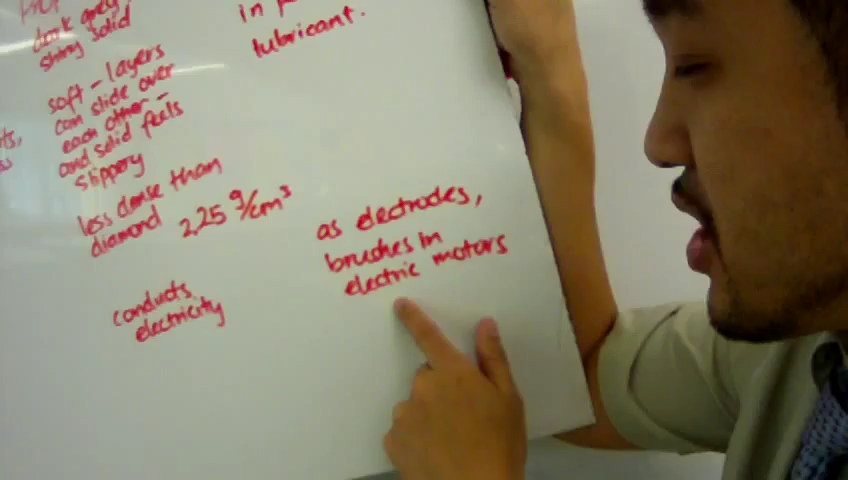 dark grey
shiny solid
soft - layers
can slide over
each other -
and solid feels
slippery
less dense than
diamond 2,25 g/cm³
conducts
electricity
in
lubricant.
as electrodes,
brushes in
electric motors